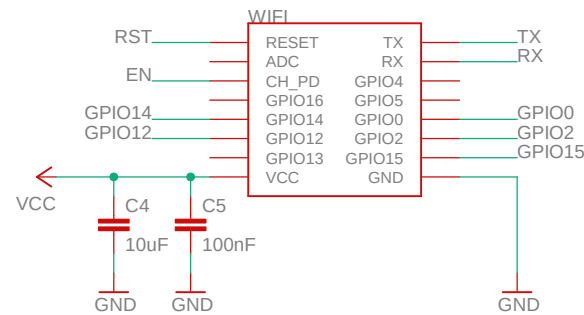 WIFI
RST RESET TX TX
ADC RX RX
EN CH_PD GPIO4
GPIO16 GPIO5
GPIO14 GPIO14 GPIO0 GPIO0
GPIO12 GPIO12 GPIO2 GPIO2
GPIO13 GPIO15 GPIO15
VCC GND
VCC C4 C5
10uF 100nF
GND GND GND